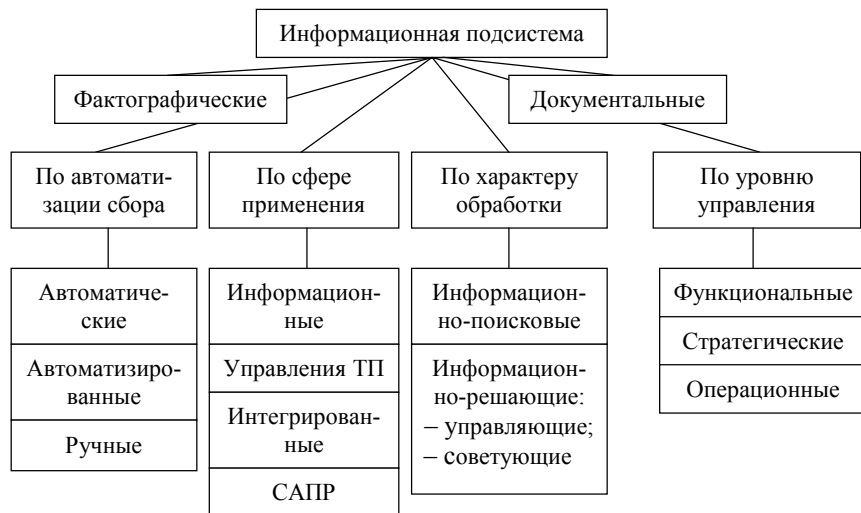 Информационная подсистема
Фактографические
Документальные
По автомати-
зации сбора
По сфере
применения
По характеру
обработки
По уровню
управления
Автоматиче-
ские
Автоматизиро-
ванные
Ручные
Информацион-
ные
Управления ТП
Интегрирован-
ные
САПР
Информацион-
но-поисковые
Информацион-
но-решающие:
– управляющие;
– советующие
Функциональные
Стратегические
Операционные